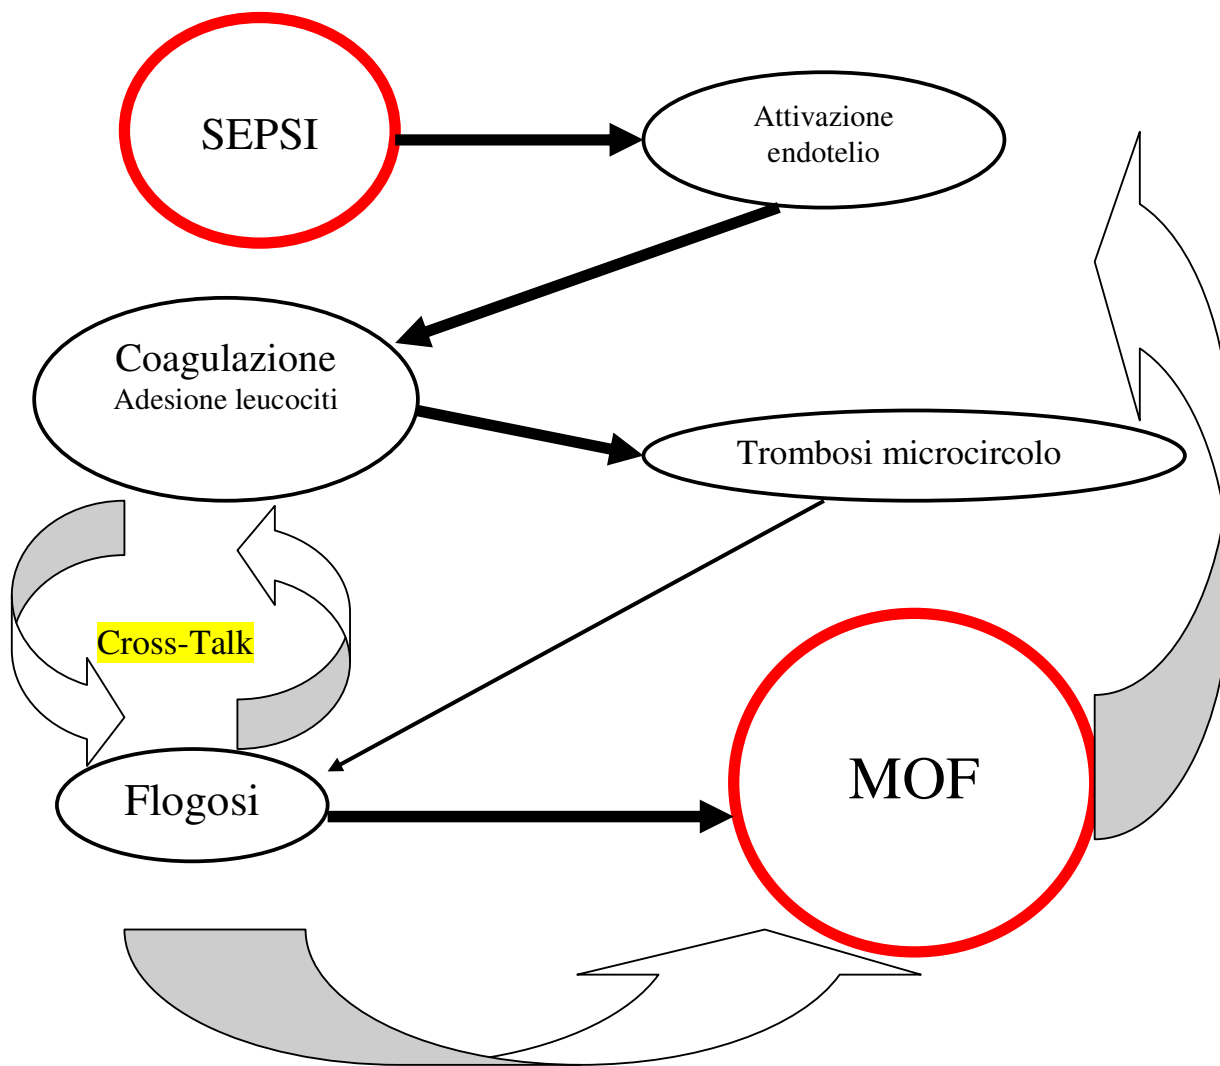 SEPSI
Attivazione
endotelio
Coagulazione
Adesione leucociti
Trombosi microcircolo
Cross-Talk
Flogosi
MOF